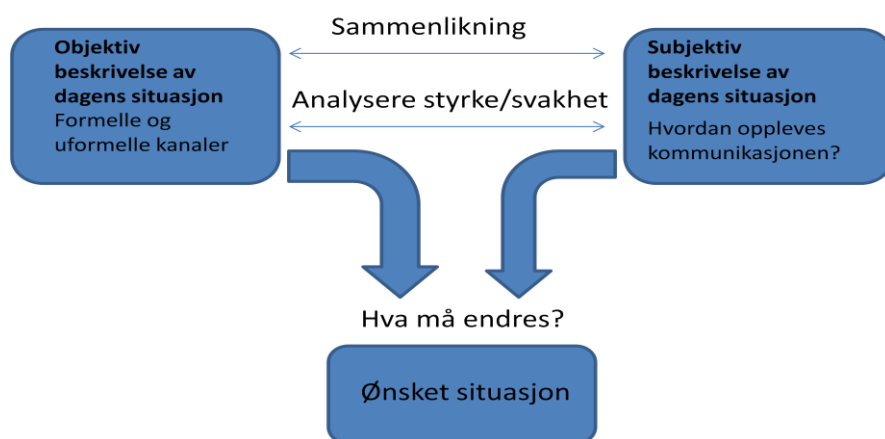 Sammenlikning
Objektiv
beskrivelse av
dagens situasjon
Formelle og
uformelle kanaler
Analysere styrke/svakhet
Subjektiv
beskrivelse av
dagens situasjon
Hvordan oppleves
kommunikasjonen?
Hva må endres?
Ønsket situasjon